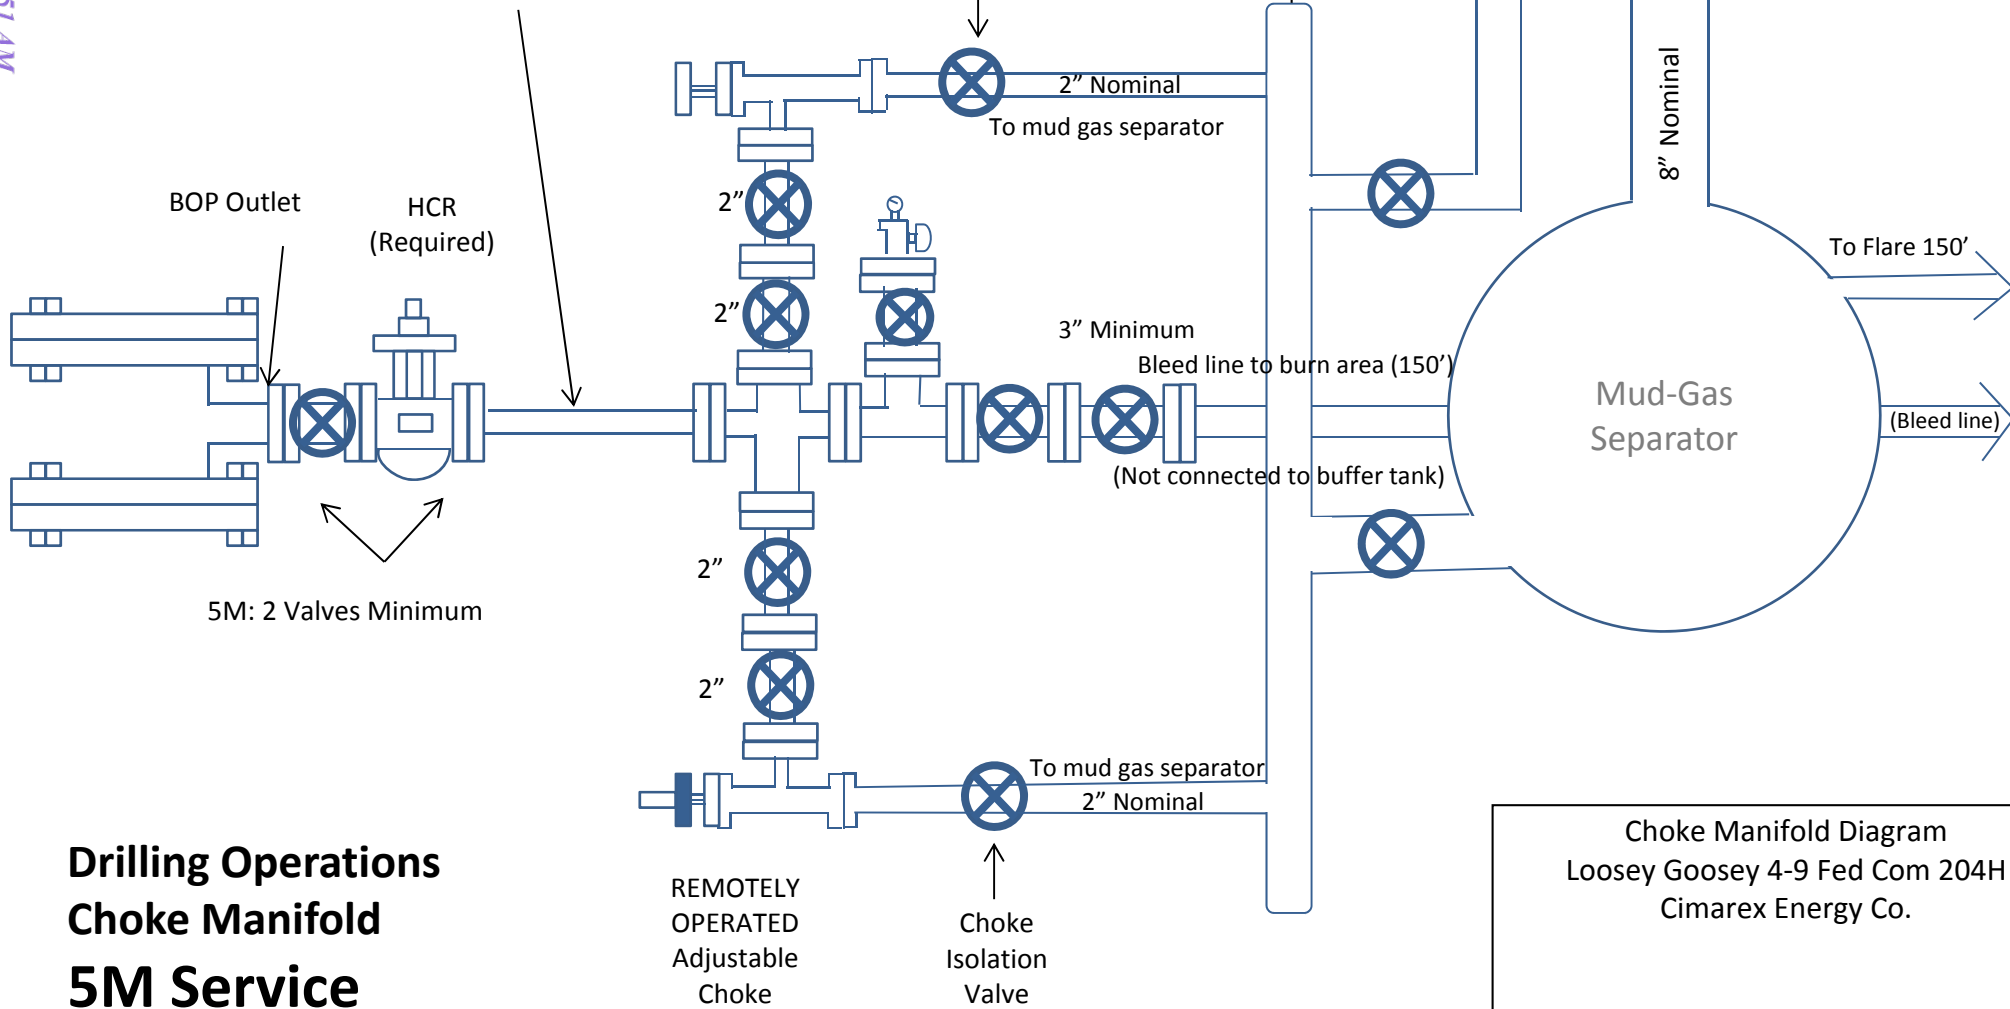 51 AM
2” Nominal
To mud gas separator
8” Nominal
BOP Outlet
HCR
(Required)
2”
2”
To Flare 150’
3” Minimum
Bleed line to burn area (150’)
Mud-Gas
Separator
(Bleed line)
(Not connected to buffer tank)
2”
5M: 2 Valves Minimum
2”
To mud gas separator
2” Nominal
Drilling Operations
Choke Manifold
5M Service
REMOTELY
OPERATED
Adjustable
Choke
Choke
Isolation
Valve
Choke Manifold Diagram
Loosey Goosey 4-9 Fed Com 204H
Cimarex Energy Co.